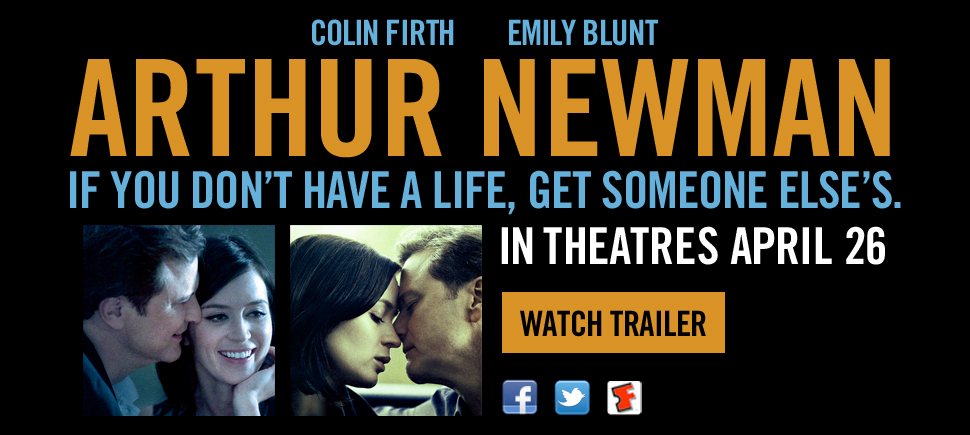 COLIN FIRTH EMILY BLUNT
ARTHUR NEWMAN
IF YOU DON'T HAVE A LIFE, GET SOMEONE ELSE'S.
IN THEATRES APRIL 26
WATCH TRAILER
f
F